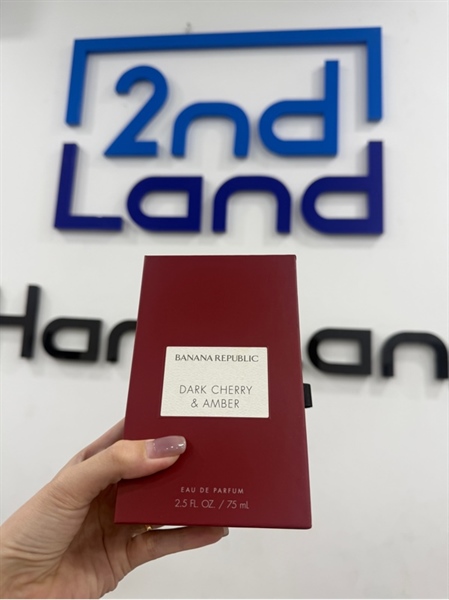 2nd
Land
BANANA REPUBLIC
DARK CHERRY
& AMBER
EAU DE PARFUM
2.5 FL. OZ. / 75 mL